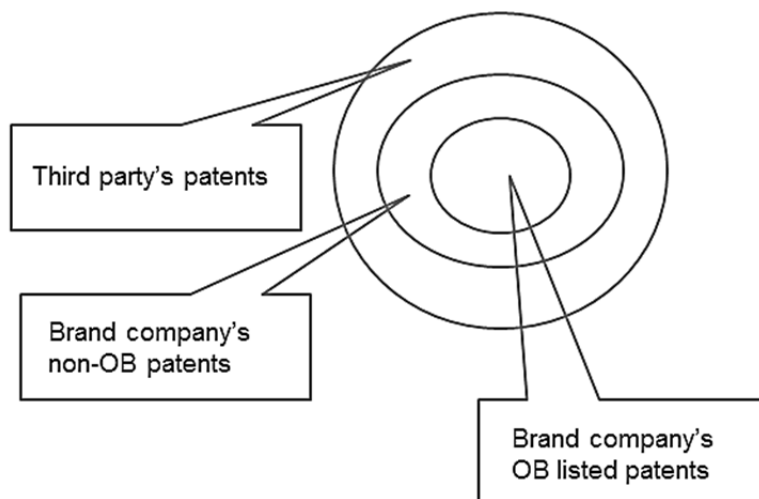 Third party’s patents
Brand company’s
non-OB patents
Brand company’s
OB listed patents